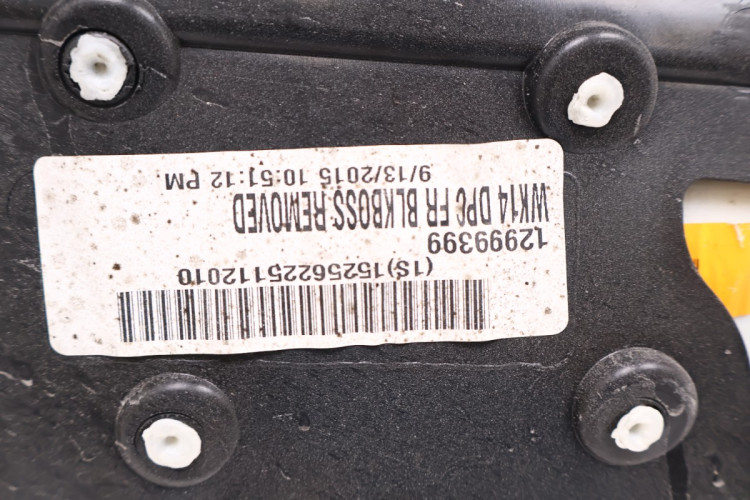 (1S)15256225112010
12999399
WK14 DPC FR BLKBOSS REMOVED
9/13/2015 10:51:12 PM